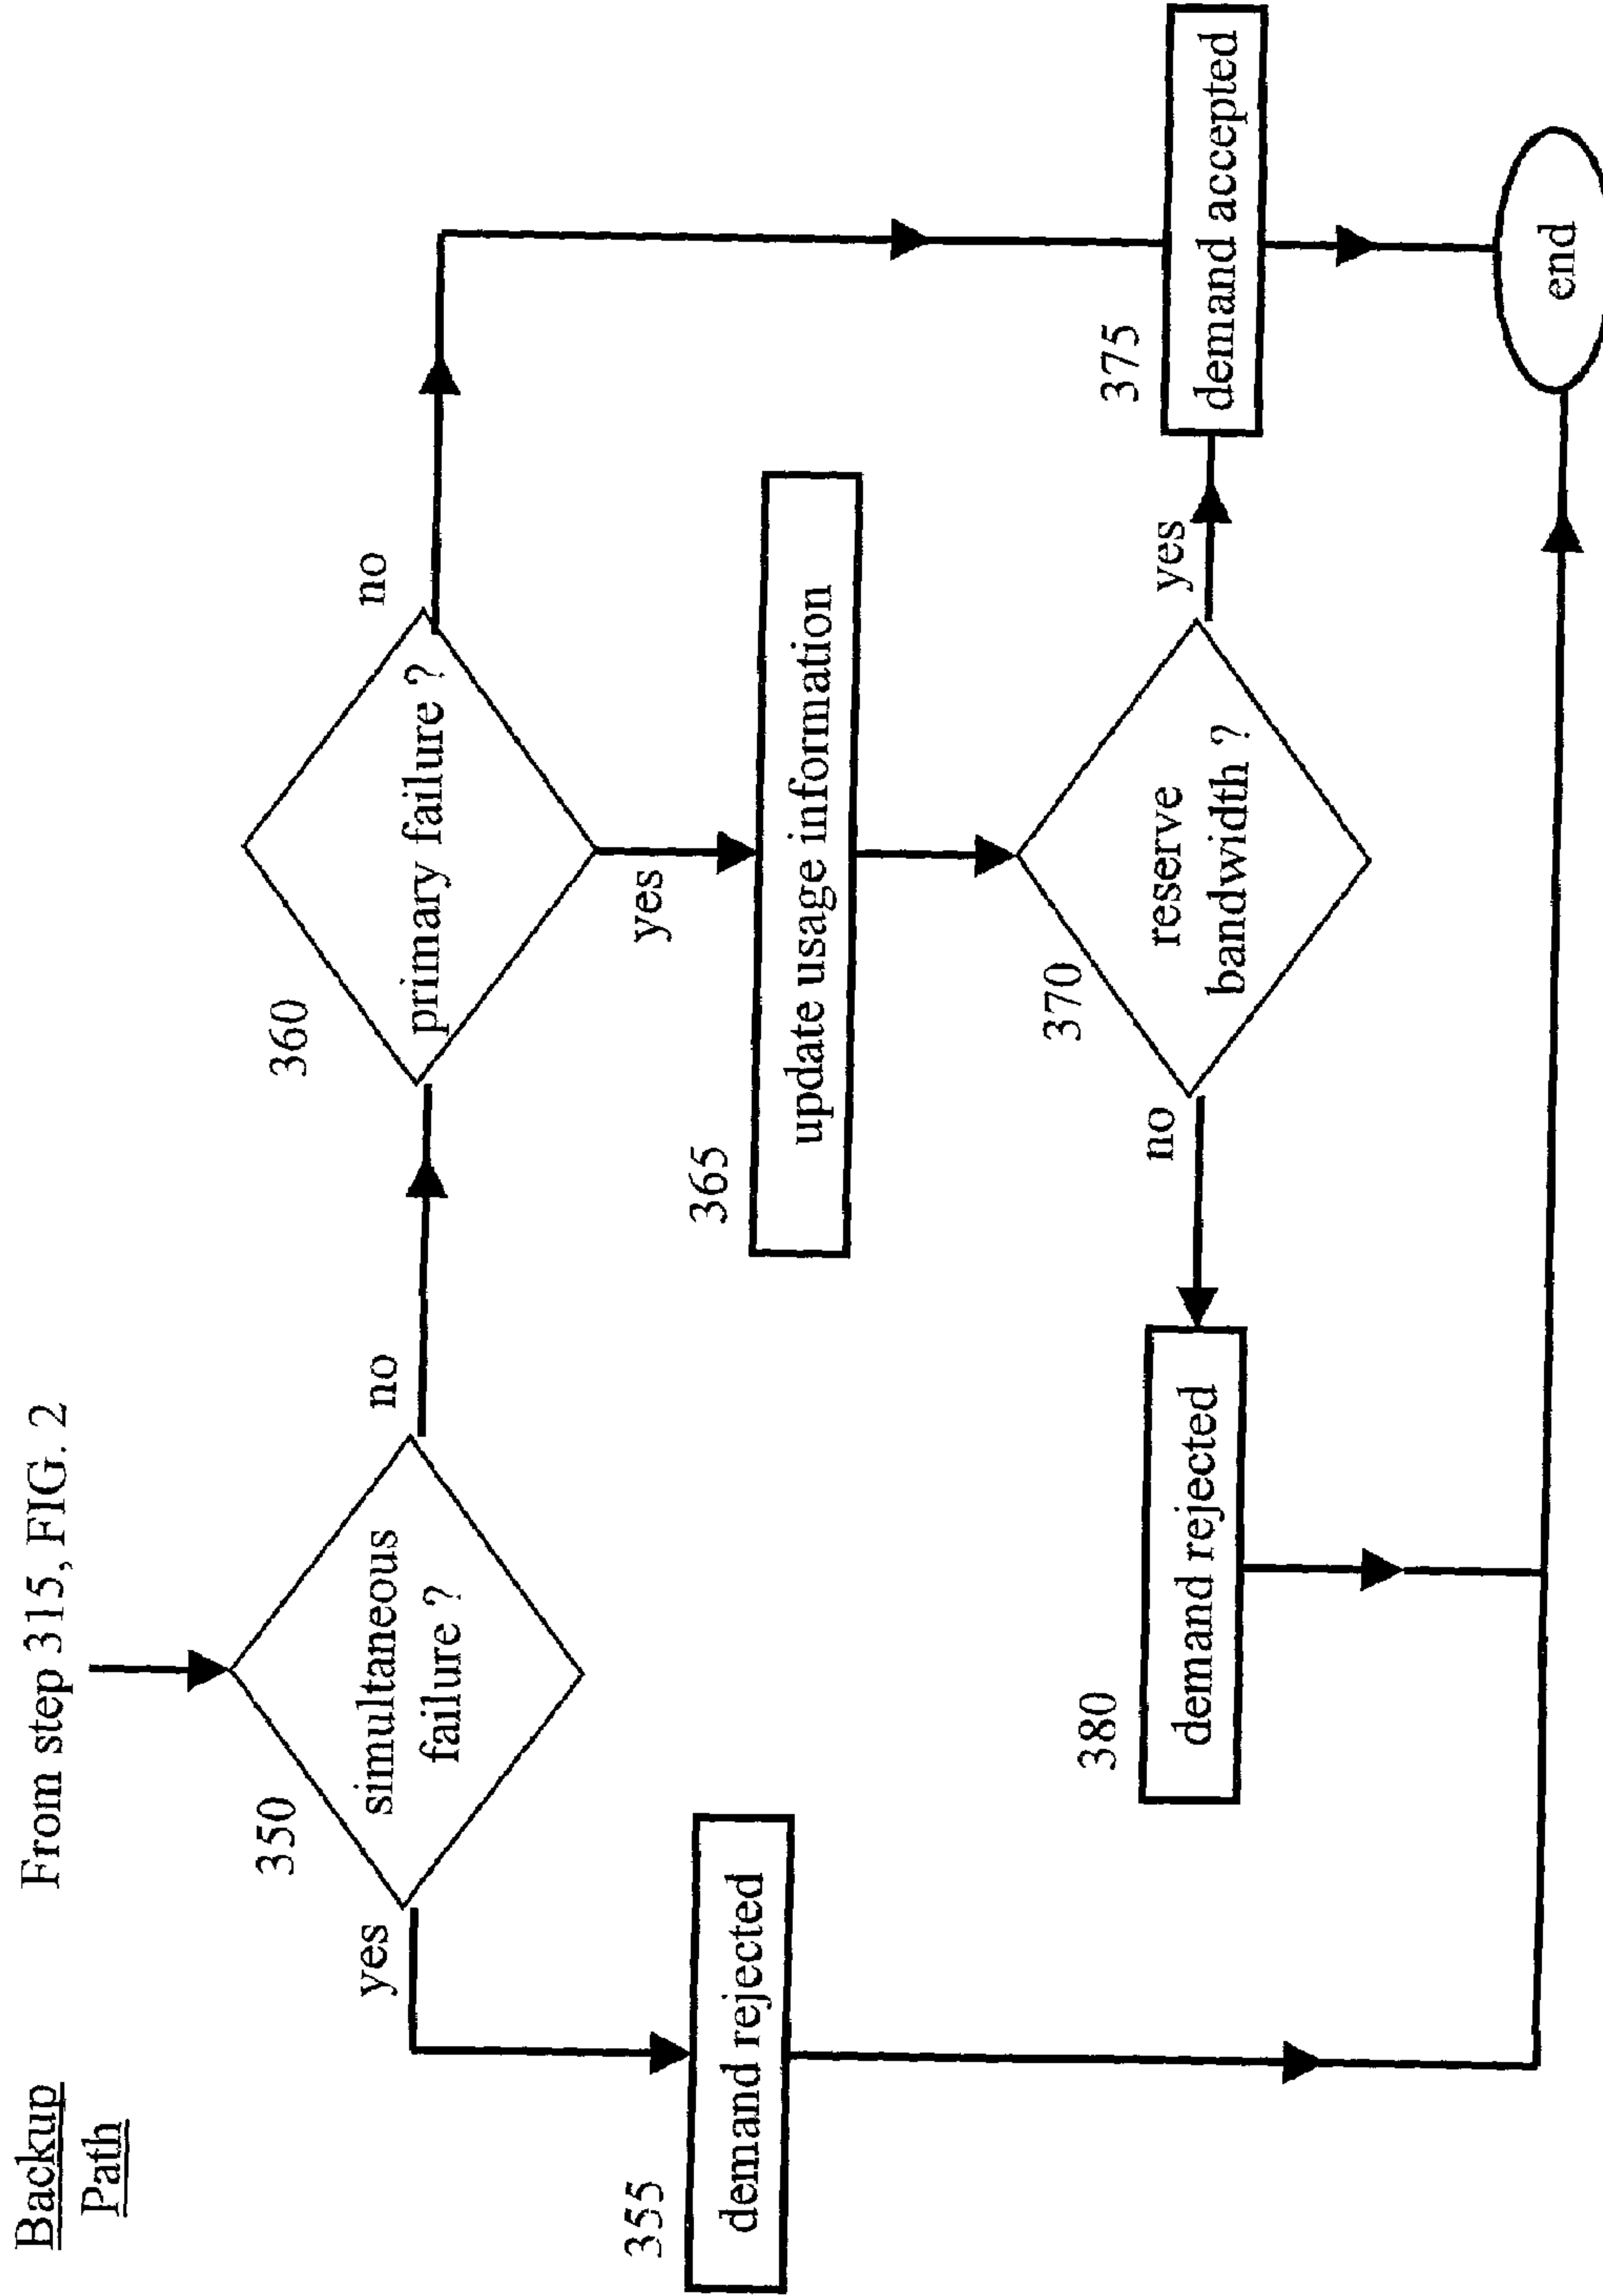 Backup
Path
From step 315, FIG. 2
350
simultaneous
failure ?
yes
no
360
primary failure ?
no
yes
355
demand rejected
365
update usage information
370
reserve
bandwidth ?
no
yes
380
demand rejected
375
demand accepted
end